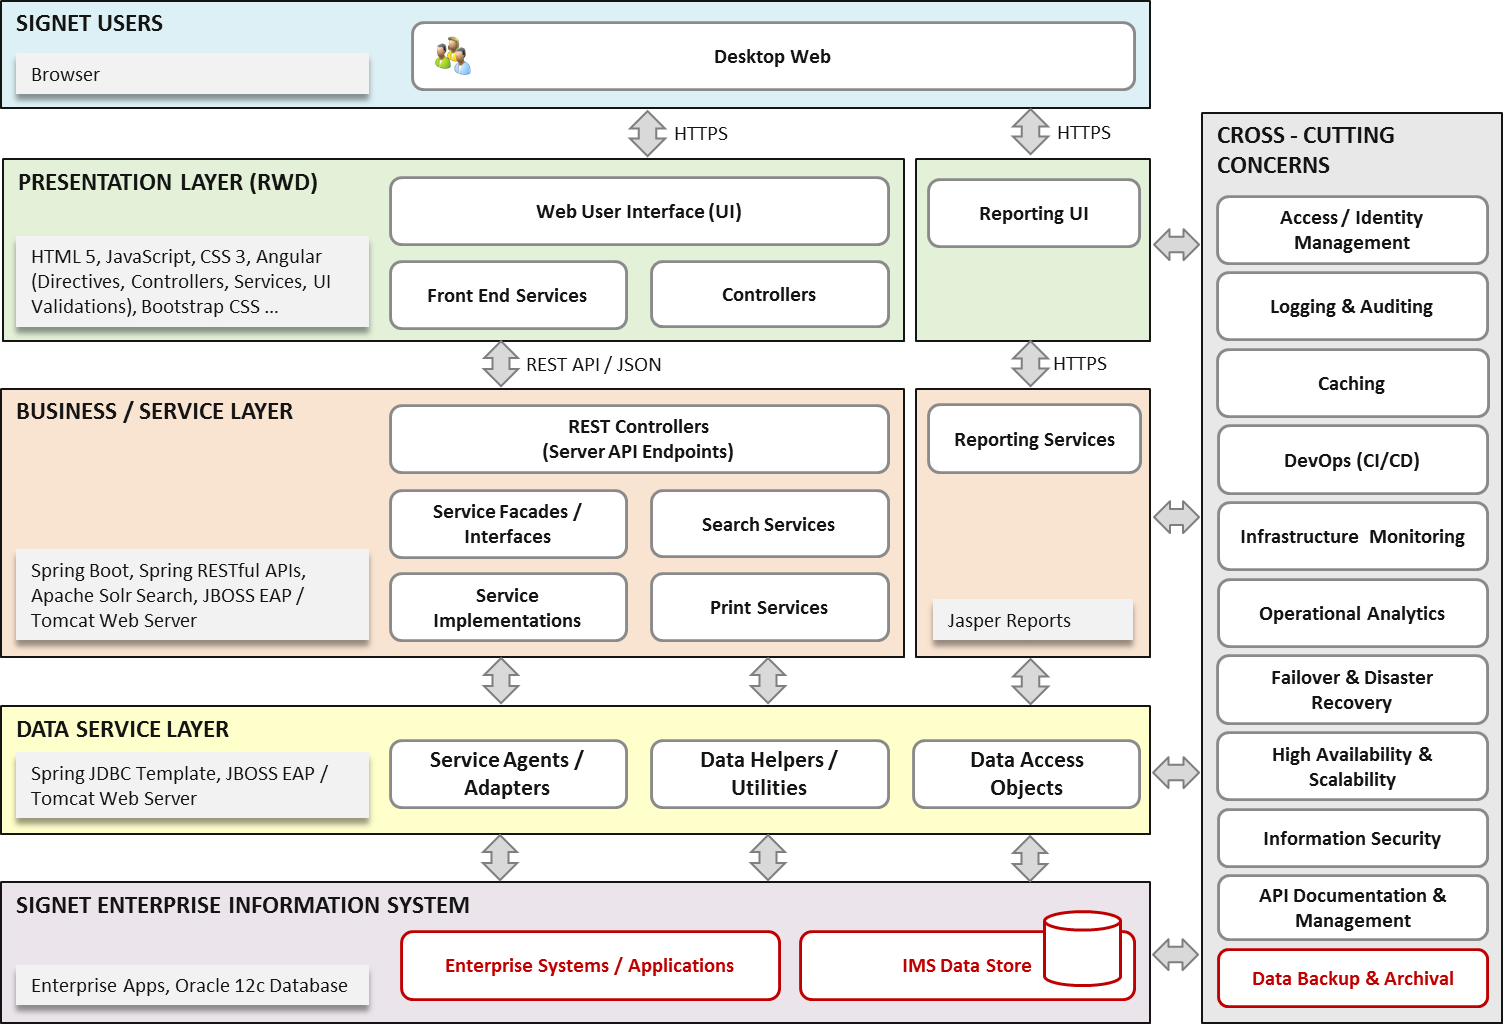 SIGNET USERS
Browser
Desktop Web
HTTPS
HTTPS
PRESENTATION LAYER (RWD)
HTML 5, JavaScript, CSS 3, Angular
(Directives, Controllers, Services, UI
Validations), Bootstrap CSS ...
Web User Interface (UI)
Front End Services
Controllers
Reporting UI
REST API / JSON
HTTPS
BUSINESS / SERVICE LAYER
Spring Boot, Spring RESTful APIs,
Apache Solr Search, JBOSS EAP /
Tomcat Web Server
REST Controllers
(Server API Endpoints)
Service Facades /
Interfaces
Search Services
Service
Implementations
Print Services
Reporting Services
Jasper Reports
DATA SERVICE LAYER
Spring JDBC Template, JBOSS EAP /
Tomcat Web Server
Service Agents /
Adapters
Data Helpers /
Utilities
Data Access
Objects
SIGNET ENTERPRISE INFORMATION SYSTEM
Enterprise Apps, Oracle 12c Database
Enterprise Systems / Applications
IMS Data Store
CROSS - CUTTING
CONCERNS
Access / Identity
Management
Logging & Auditing
Caching
DevOps (CI/CD)
Infrastructure Monitoring
Operational Analytics
Failover & Disaster
Recovery
High Availability &
Scalability
Information Security
API Documentation &
Management
Data Backup & Archival